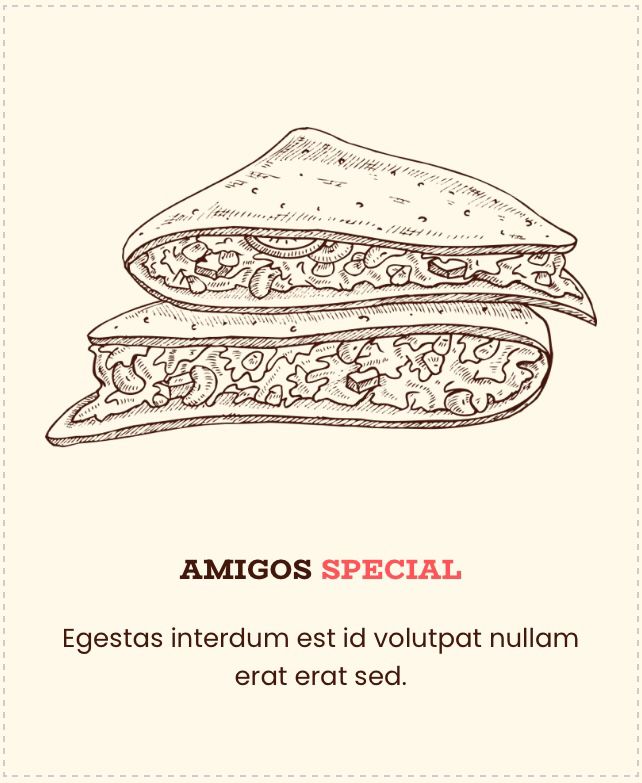 AMIGOS SPECIAL
Egestas interdum est id volutpat nullam
erat erat sed.